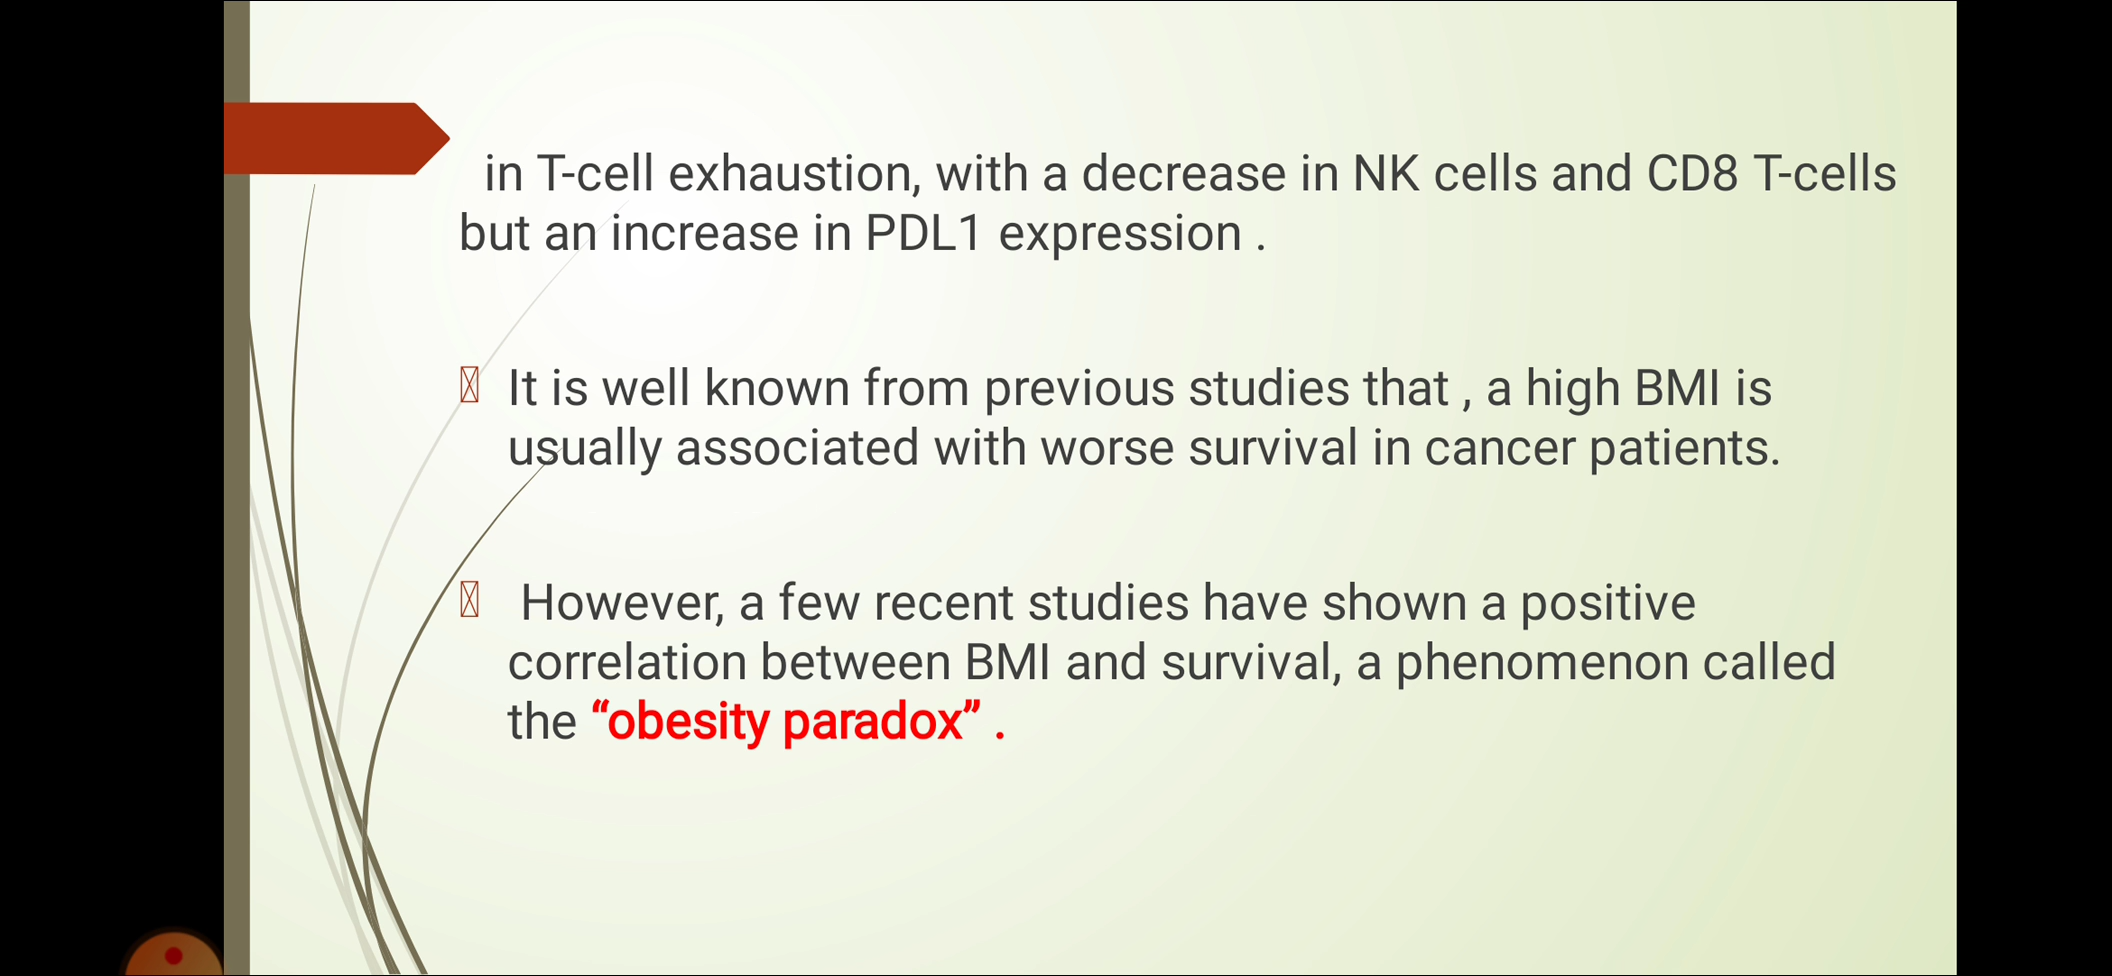 in T-cell exhaustion, with a decrease in NK cells and CD8 T-cells
but an increase in PDL1 expression .
It is well known from previous studies that , a high BMI is
usually associated with worse survival in cancer patients.
However, a few recent studies have shown a positive
correlation between BMI and survival, a phenomenon called
the “obesity paradox” .